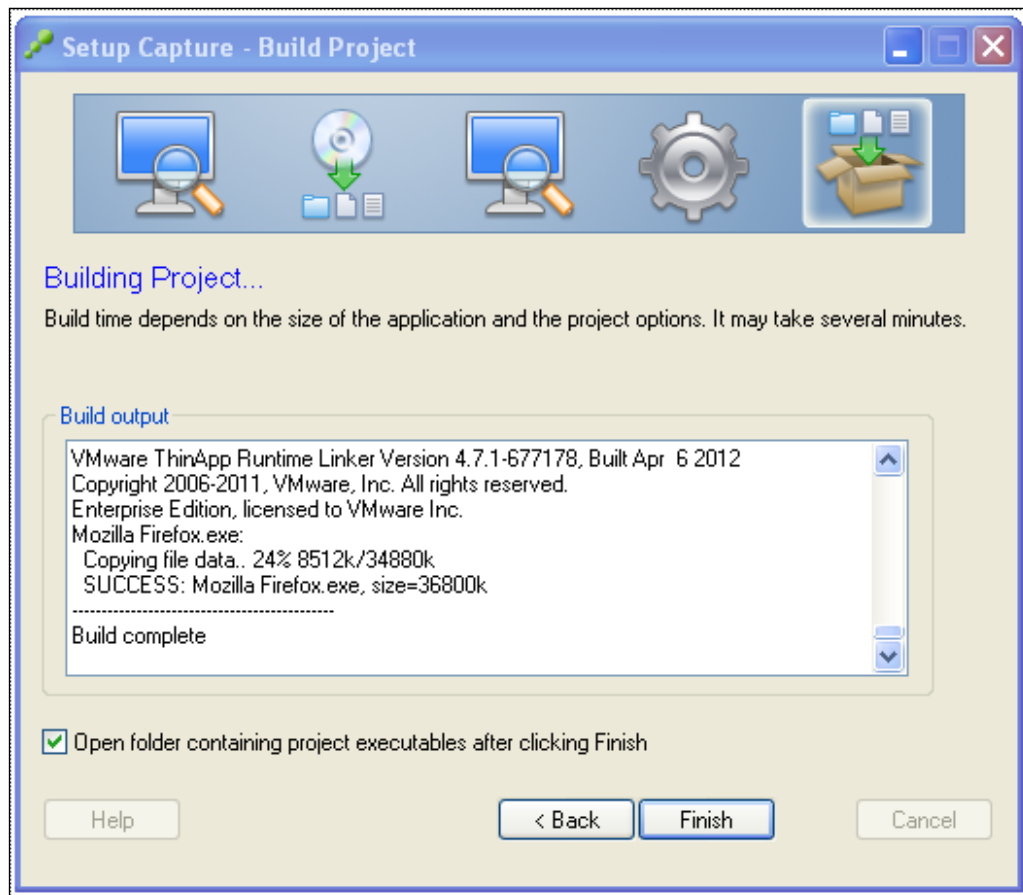 Setup Capture - Build Project
Building Project...
Build time depends on the size of the application and the project options. It may take several minutes.
Build output
VMware ThinApp Runtime Linker Version 4.7.1-677178, Built Apr  6 2012
Copyright 2006-2011, VMware, Inc. All rights reserved.
Enterprise Edition, licensed to VMware Inc.
Mozilla Firefox.exe:
  Copying file data.. 24% 8512k/34880k
  SUCCESS: Mozilla Firefox.exe, size=36800k
-------------------------------------------
Build complete
Open folder containing project executables after clicking Finish
Help
< Back
Finish
Cancel